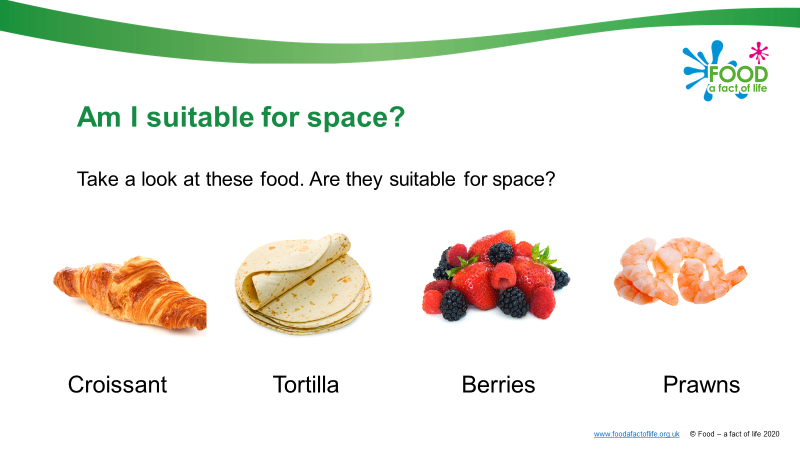 FOOD
a fact of life
Am I suitable for space?
Take a look at these food. Are they suitable for space?
Croissant
Tortilla
Berries
Prawns
www.foodafactoflife.org.uk © Food – a fact of life 2020